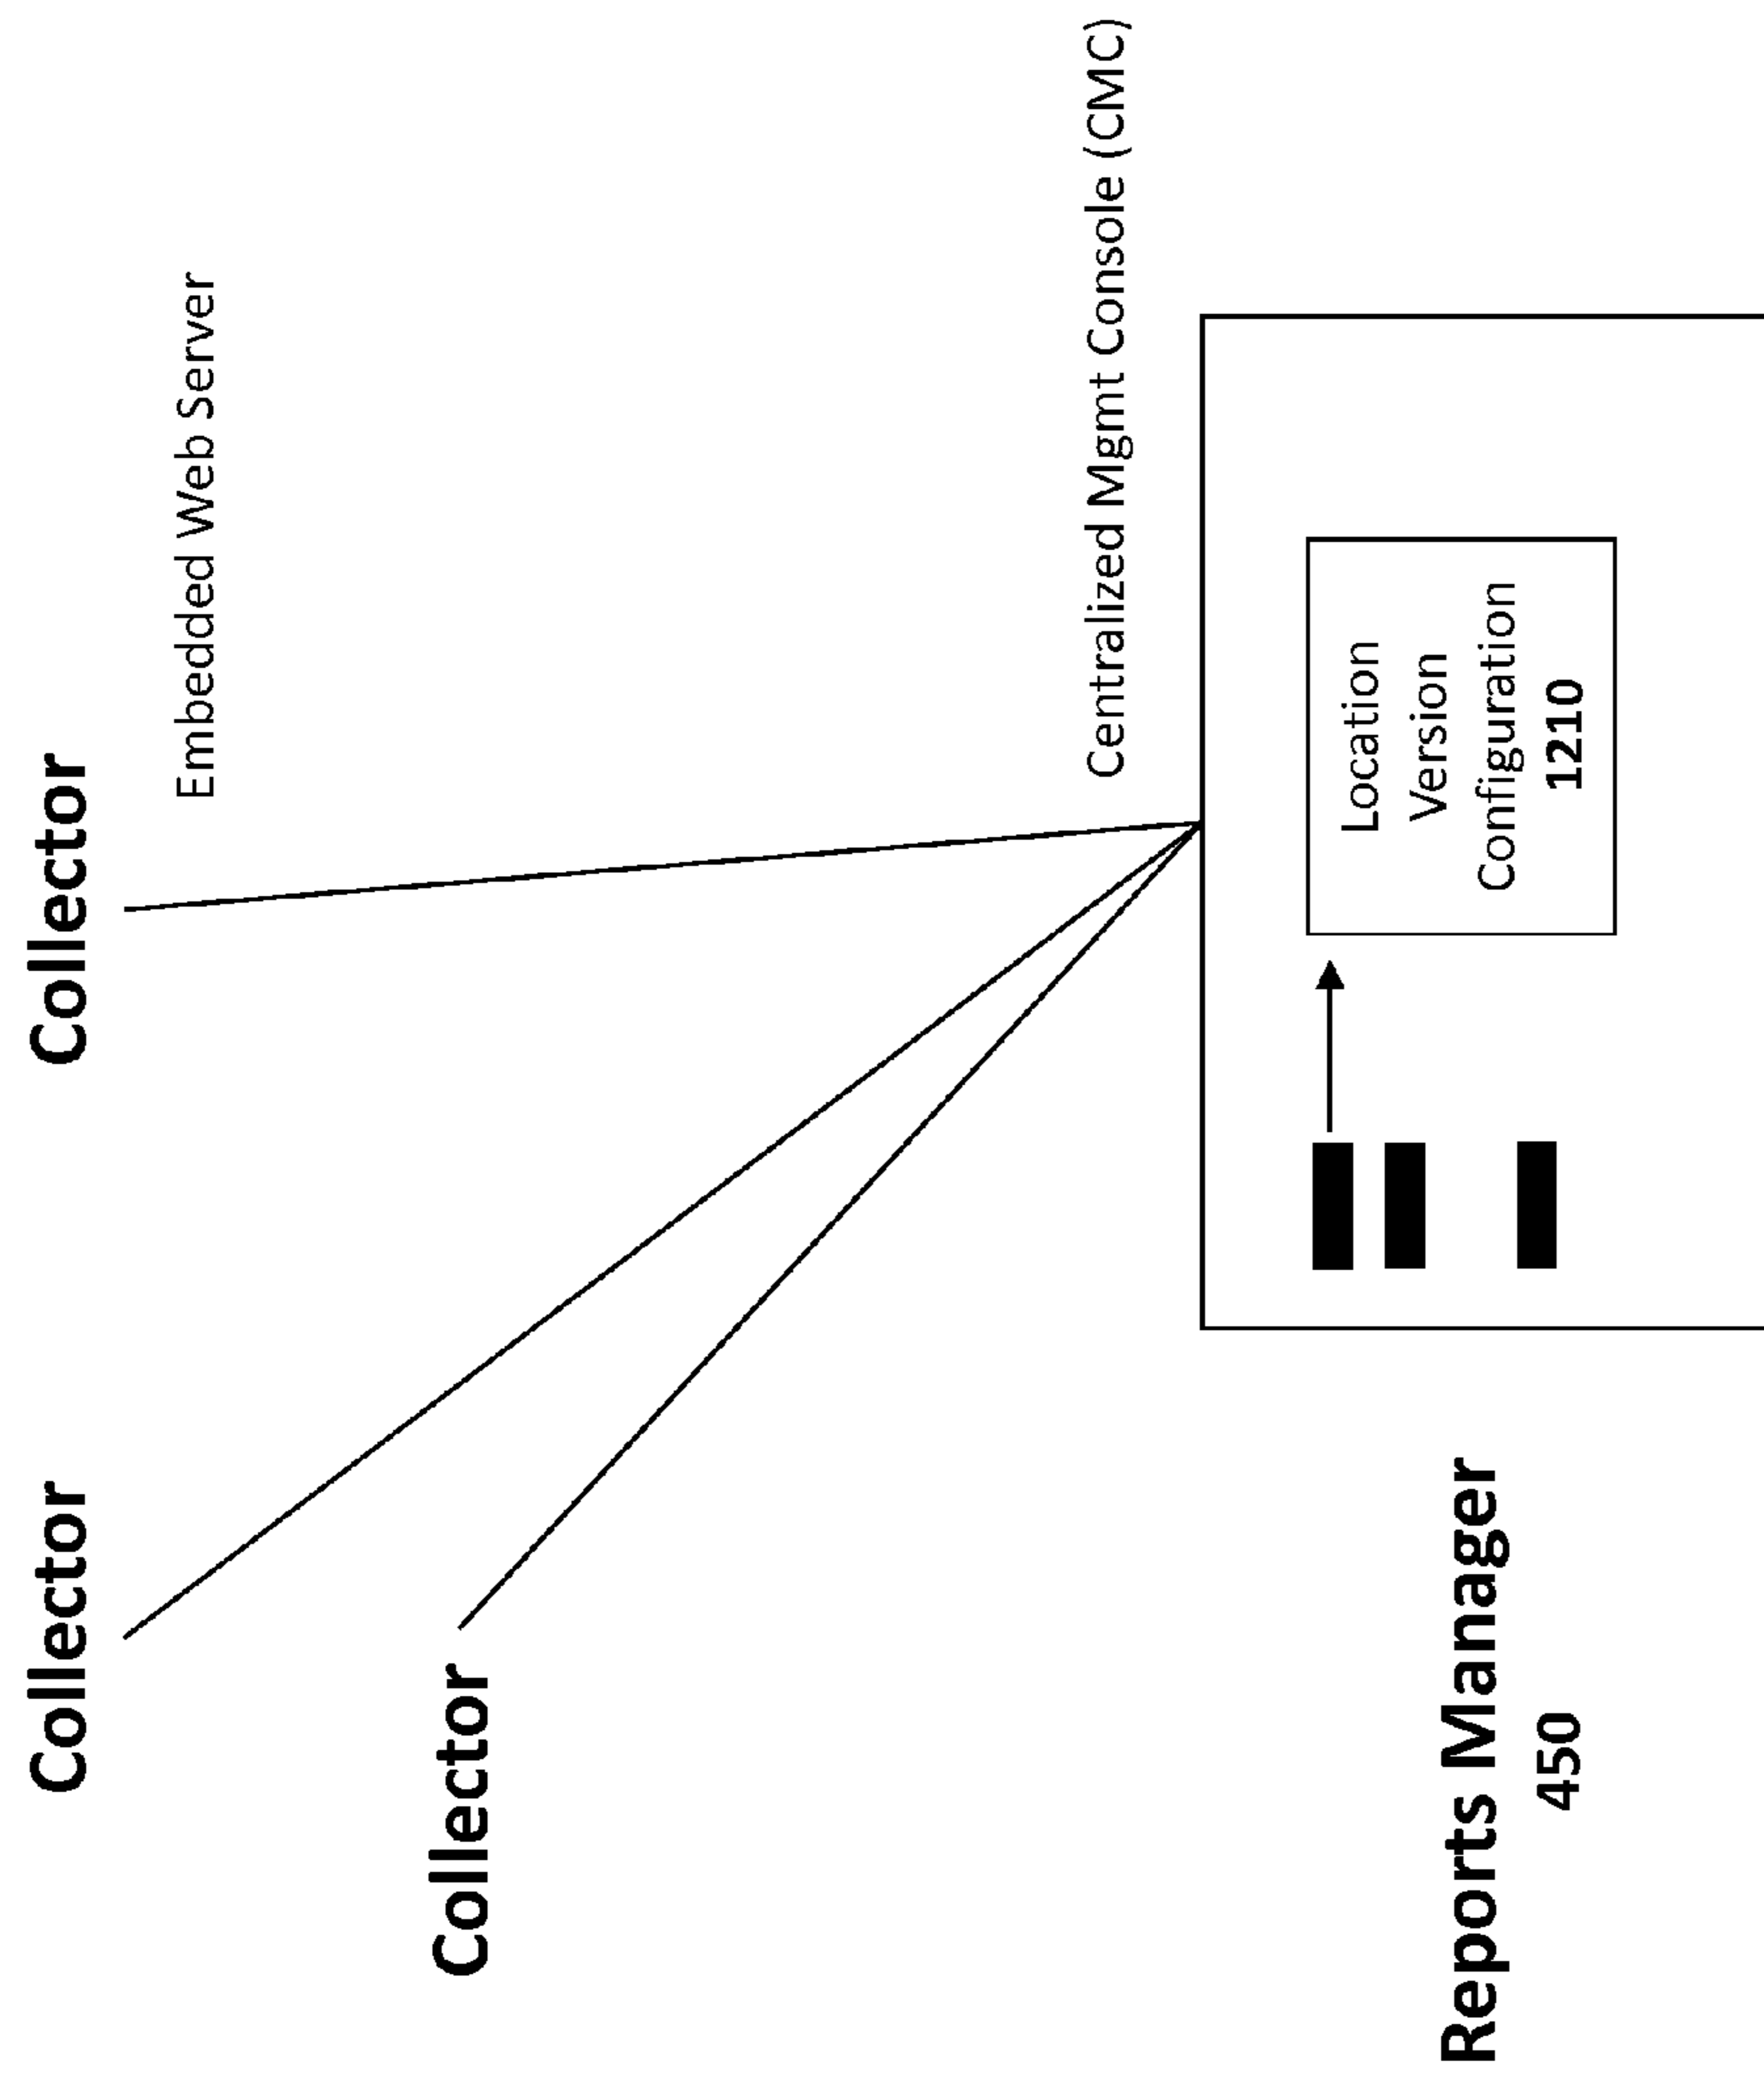 Collector
Collector
Embedded Web Server
Collector
Centralized Mgmt Console (CMC)
Location
Version
Configuration
1210
Reports Manager
450